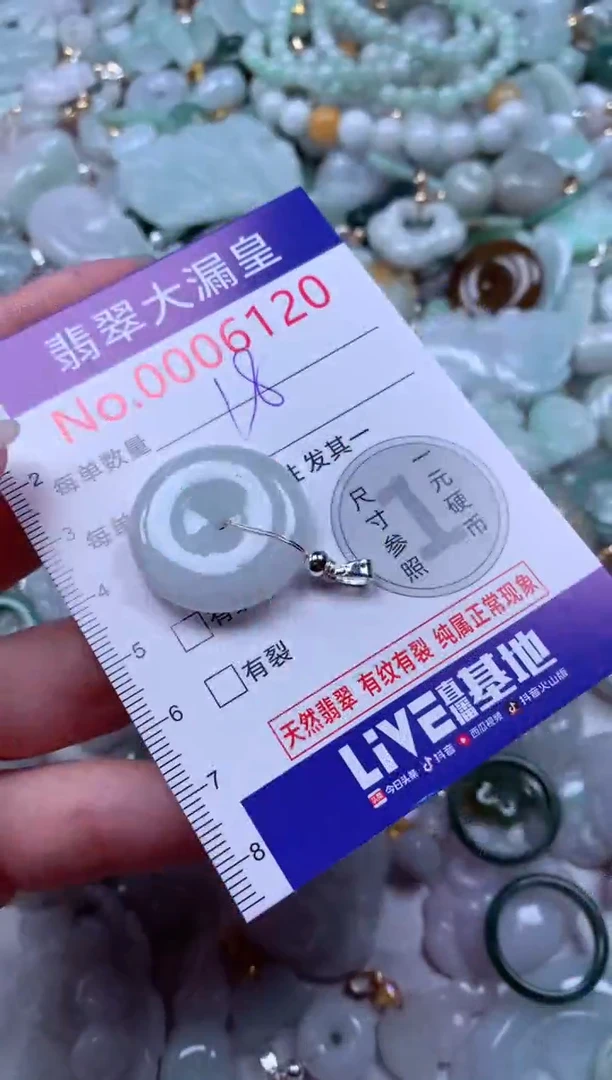 翡翠大漏皇
No.0006120
每单数量 18
发其一
一元硬币
1
尺寸参照
有裂
天然翡翠 有纹有裂 纯属正常现象
LiVE直播基地
今日头条 抖音 西瓜视频 抖音火山版
2
3
4
5
6
7
8